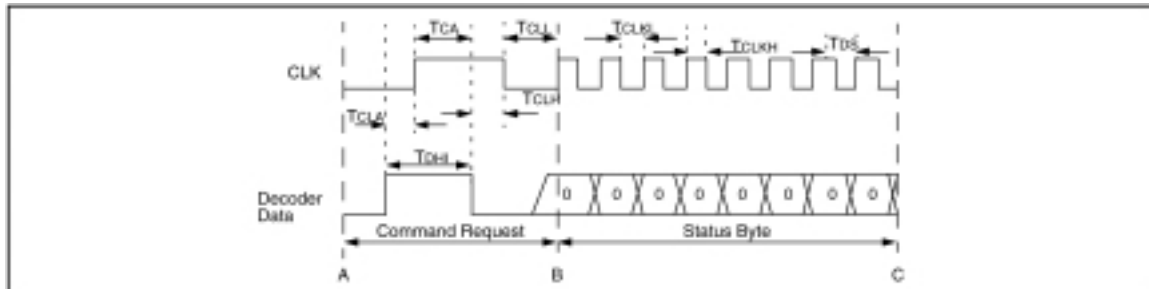 TCA
TCLL
TCLKL
TCLKH
TDS
CLK
TCLH
TCLA
TDHI
Decoder
Data
0 0 0 0 0 0 0 0
Command Request
Status Byte
A
B
C